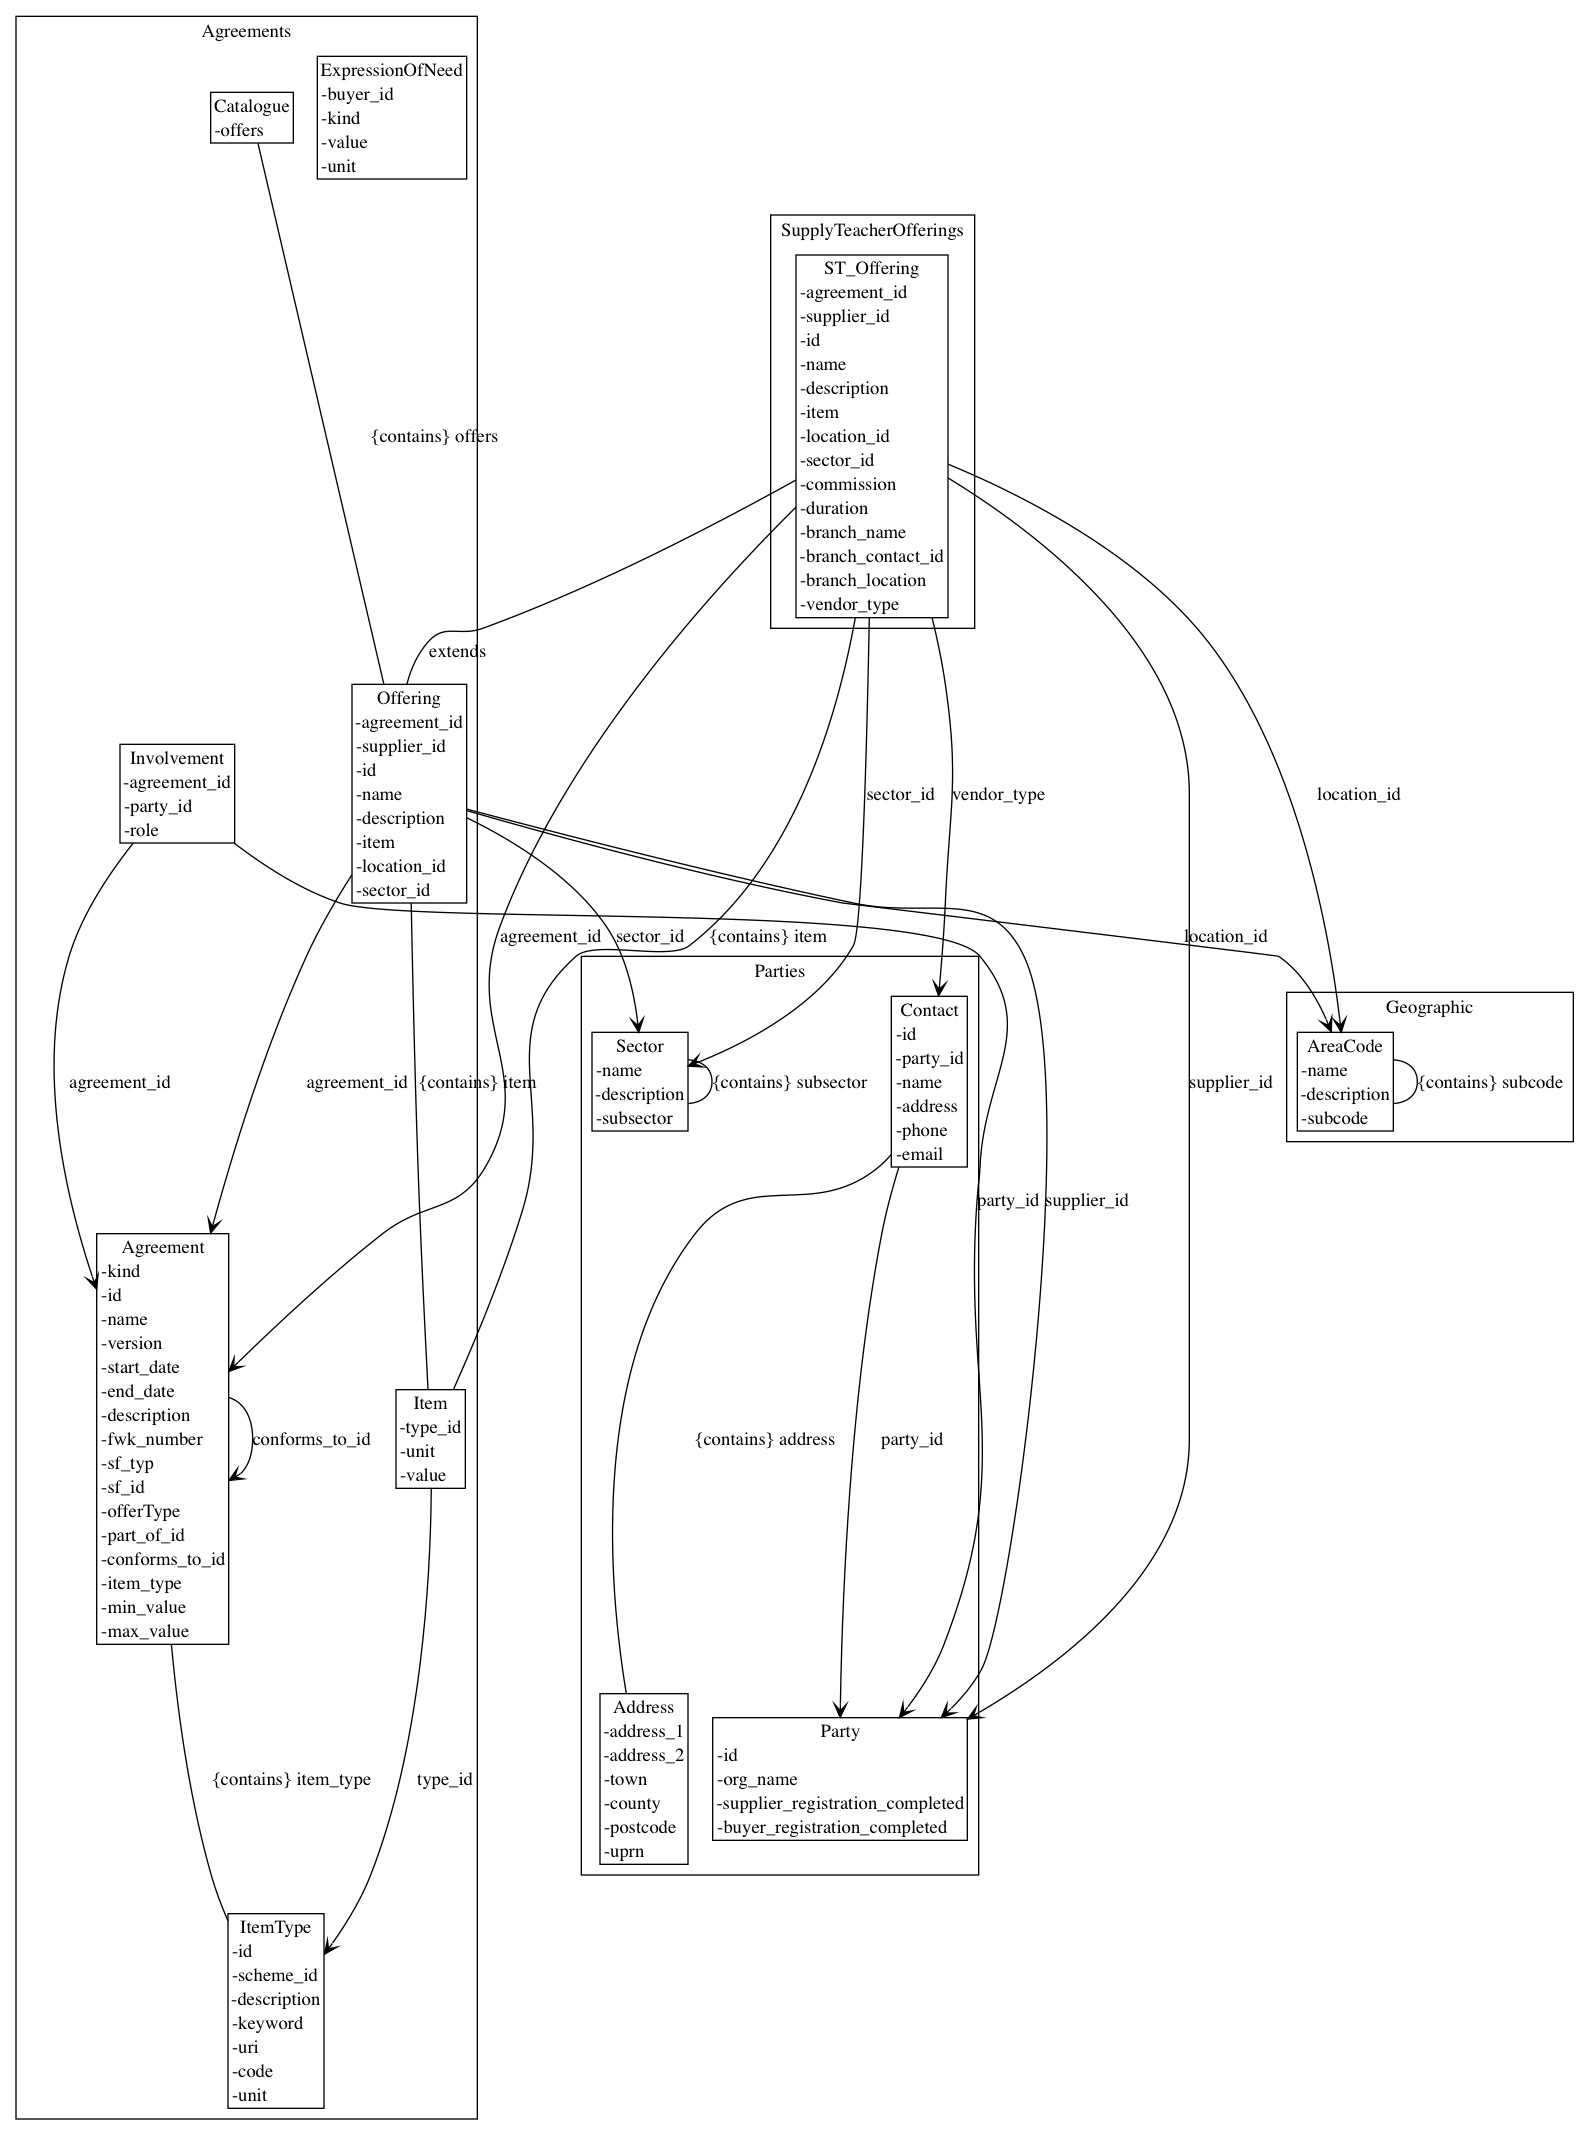 Agreements
ExpressionOfNeed
-buyer_id
-kind
-value
-unit
Catalogue
-offers
{contains} offers
SupplyTeacherOfferings
ST_Offering
-agreement_id
-supplier_id
-id
-name
-description
-item
-location_id
-sector_id
-commission
-duration
-branch_name
-branch_contact_id
-branch_location
-vendor_type
extends
Offering
-agreement_id
-supplier_id
-id
-name
-description
-item
-location_id
-sector_id
Involvement
-agreement_id
-party_id
-role
sector_id
vendor_type
location_id
agreement_id
sector_id
{contains} item
location_id
Parties
Contact
-id
-party_id
-name
-address
-phone
-email
Sector
-name
-description
-subsector
{contains} subsector
Geographic
AreaCode
-name
-description
-subcode
{contains} subcode
agreement_id
agreement_id
{contains} item
supplier_id
party_id
supplier_id
Agreement
-kind
-id
-name
-version
-start_date
-end_date
-description
-fwk_number
-sf_typ
-sf_id
-offerType
-part_of_id
-conforms_to_id
-item_type
-min_value
-max_value
conforms_to_id
Item
-type_id
-unit
-value
{contains} address
party_id
Address
-address_1
-address_2
-town
-county
-postcode
-uprn
Party
-id
-org_name
-supplier_registration_completed
-buyer_registration_completed
{contains} item_type
type_id
ItemType
-id
-scheme_id
-description
-keyword
-uri
-code
-unit